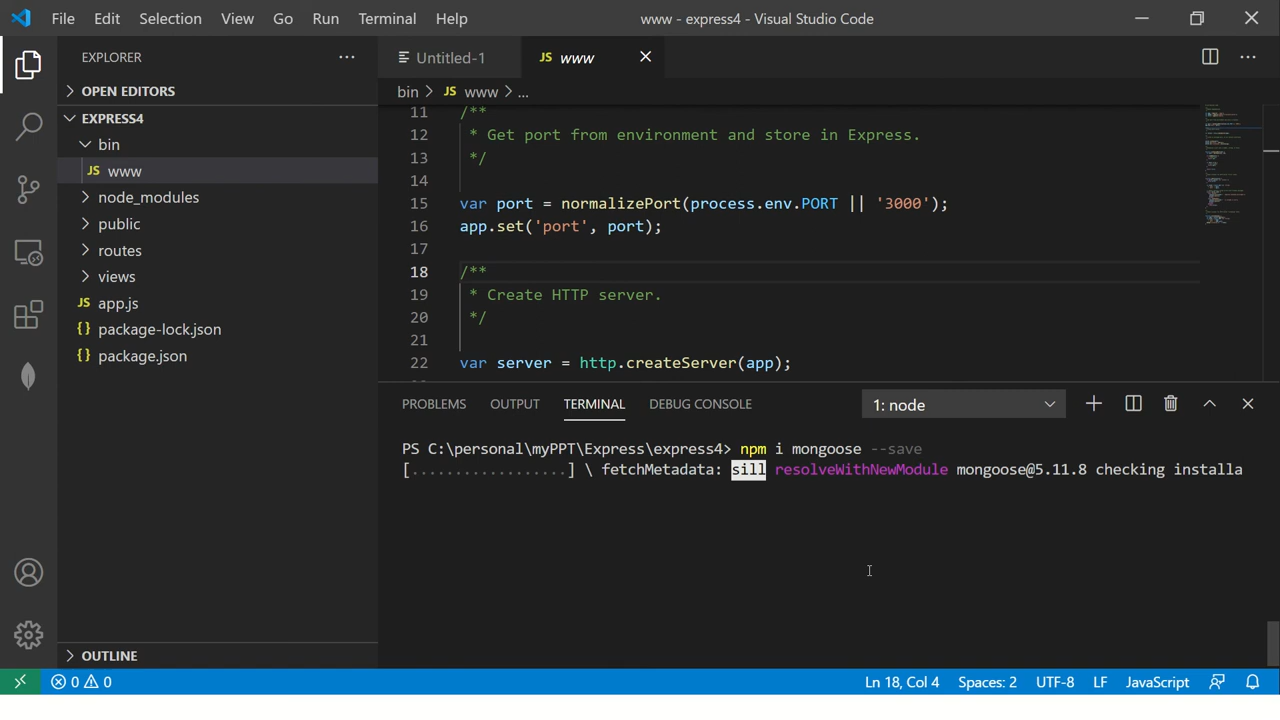 File Edit Selection View Go Run Terminal Help www - express4 - Visual Studio Code
EXPLORER ...
OPEN EDITORS
EXPRESS4
bin
JS www
node_modules
public
routes
views
JS app.js
{} package-lock.json
{} package.json
OUTLINE
Untitled-1 JS www
bin > JS www > ...
11 /**
12 * Get port from environment and store in Express.
13 */
14
15 var port = normalizePort(process.env.PORT || '3000');
16 app.set('port', port);
17
18 /**
19 * Create HTTP server.
20 */
21
22 var server = http.createServer(app);
PROBLEMS OUTPUT TERMINAL DEBUG CONSOLE 1: node
PS C:\personal\myPPT\Express\express4> npm i mongoose --save
[..................] \ fetchMetadata: sill resolveWithNewModule mongoose@5.11.8 checking installa
0 0 Ln 18, Col 4 Spaces: 2 UTF-8 LF JavaScript